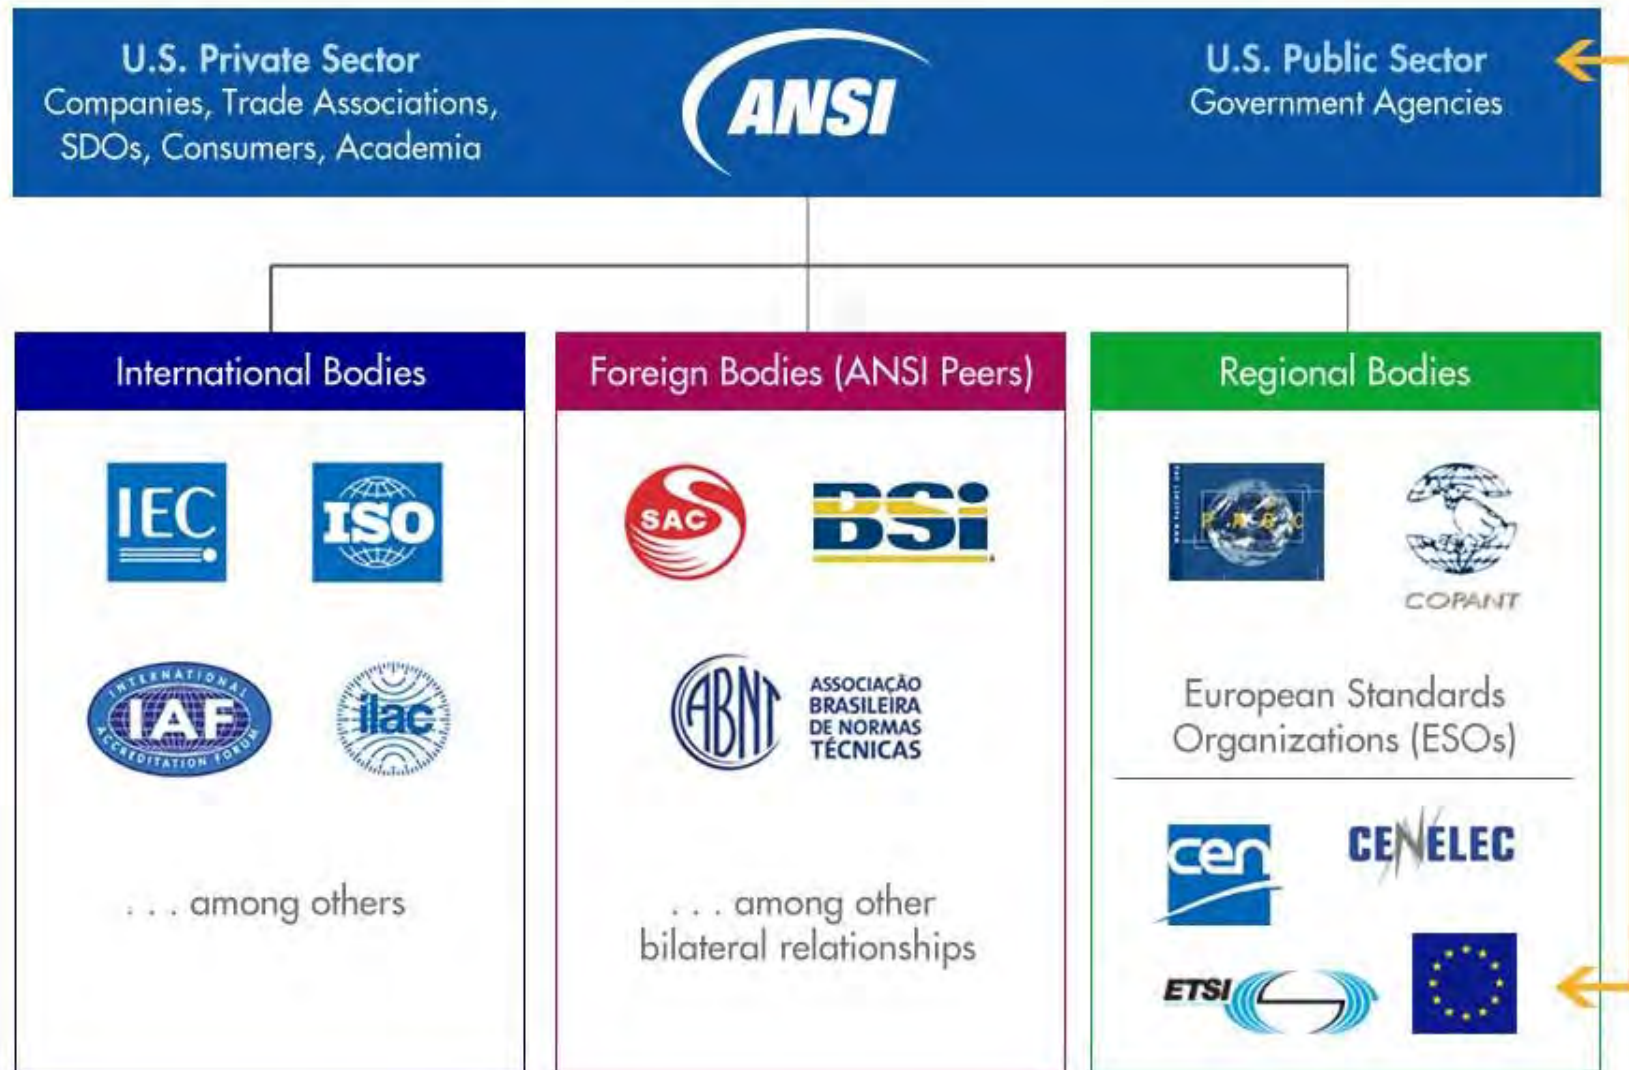 U.S. Private Sector
Companies, Trade Associations,
SDOs, Consumers, Academia
ANSI
U.S. Public Sector
Government Agencies
International Bodies
IEC
ISO
INTERNATIONAL
IAF
ACCREDITATION FORUM
ilac
. . . among others
Foreign Bodies (ANSI Peers)
SAC
BSi
ABNT
ASSOCIAÇÃO
BRASILEIRA
DE NORMAS
TÉCNICAS
. . . among other
bilateral relationships
Regional Bodies
COPANT
European Standards
Organizations (ESOs)
cen
CENELEC
ETSI